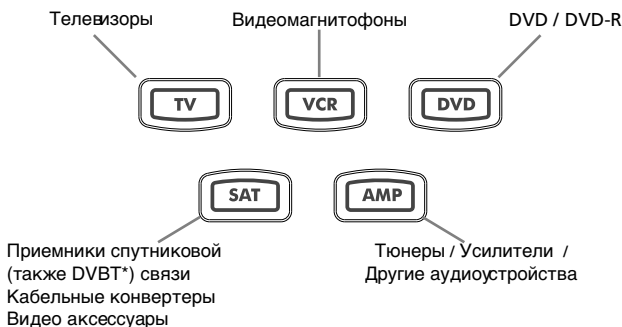 Телевизоры
Видеомагнитофоны
DVD / DVD-R
TV
VCR
DVD
SAT
AMP
Приемники спутниковой
(также DVBT*) связи
Кабельные конвертеры
Видео аксессуары
Тюнеры / Усилители /
Другие аудиоустройства